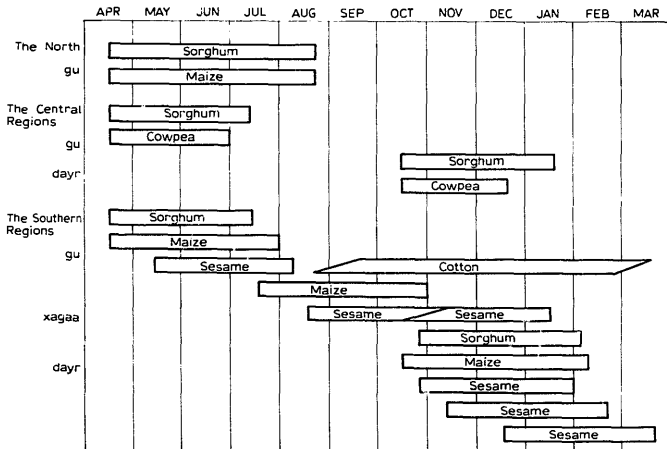 APR MAY JUN JUL AUG SEP OCT NOV DEC JAN FEB MAR
The North
Sorghum
gu
Maize
The Central
Regions
Sorghum
gu
Cowpea
dayr
Sorghum
Cowpea
The Southern
Regions
Sorghum
Maize
gu
Sesame
Cotton
Maize
xagaa
Sesame Sesame
Sorghum
dayr
Maize
Sesame
Sesame
Sesame